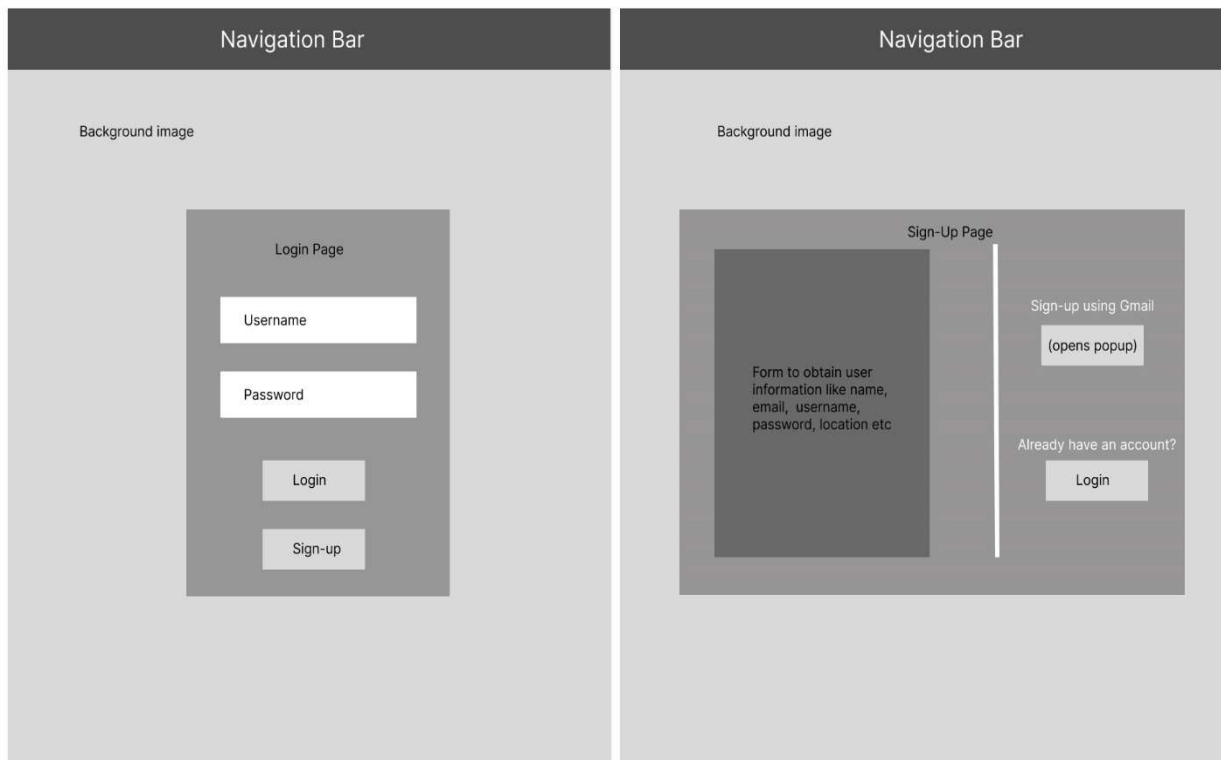 Navigation Bar
Background image
Login Page
Username
Password
Login
Sign-up
Navigation Bar
Background image
Sign-Up Page
Form to obtain user
information like name,
email, username,
password, location etc
Sign-up using Gmail
(opens popup)
Already have an account?
Login